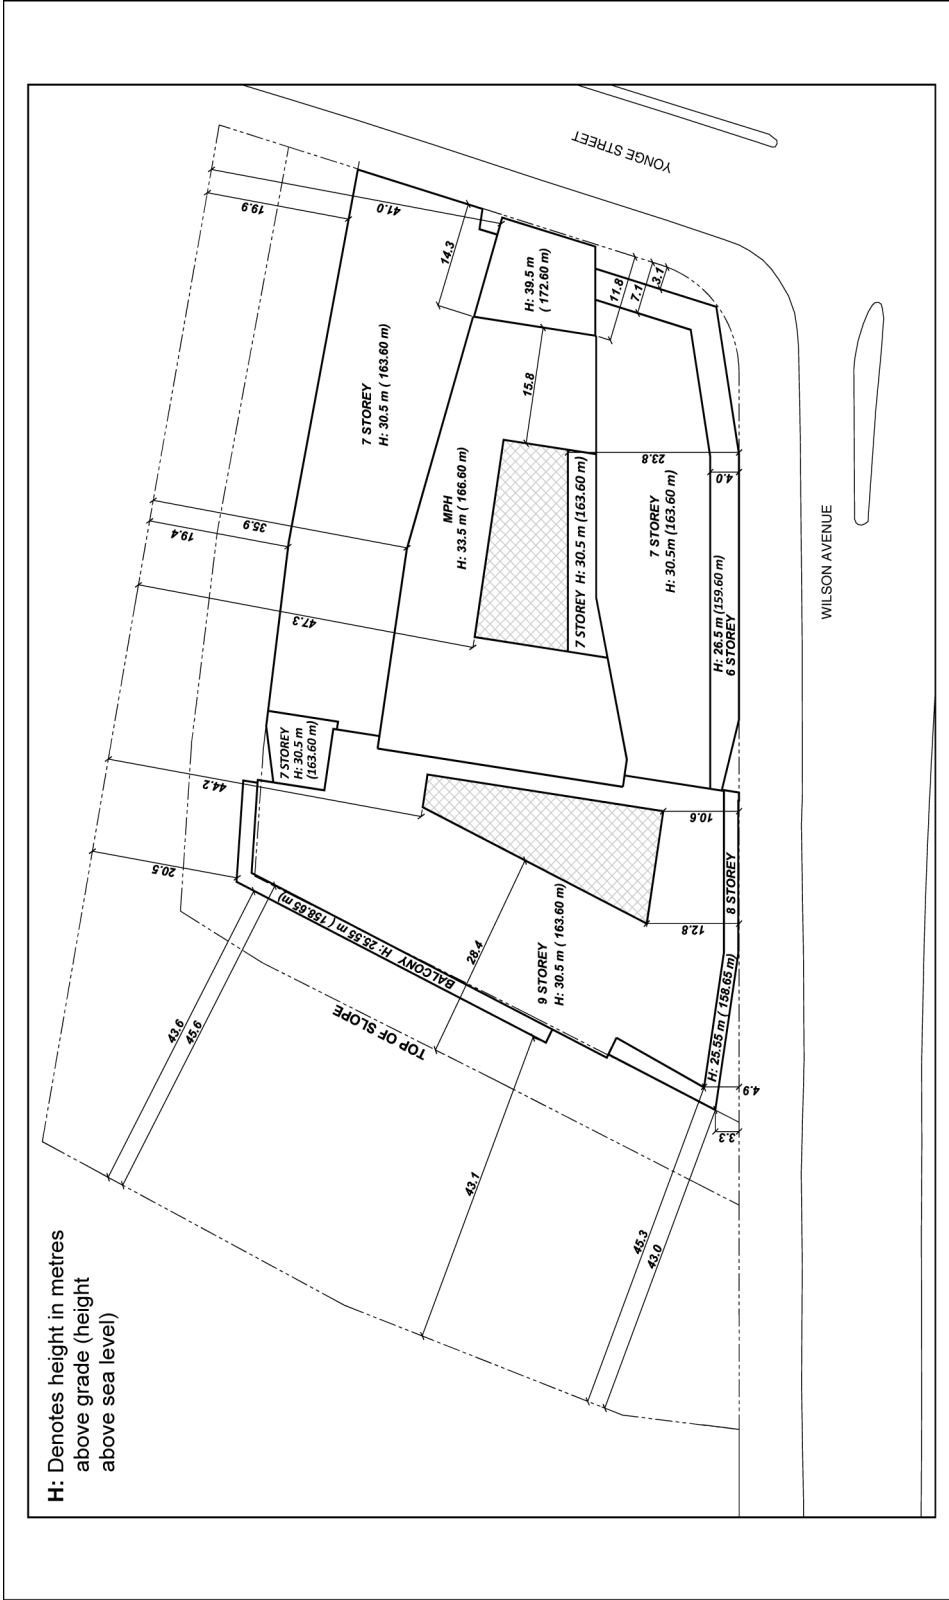 H: Denotes height in metres
above grade (height
above sea level)
YONGE STREET
WILSON AVENUE
TOP OF SLOPE
7 STOREY
H: 30.5 m ( 163.60 m)
MPH
H: 33.5 m ( 166.60 m)
H: 39.5 m
( 172.60 m)
7 STOREY H: 30.5 m (163.60 m)
7 STOREY
H: 30.5m (163.60 m)
H: 26.5 m (159.60 m)
6 STOREY
7 STOREY
H: 30.5 m
(163.60 m)
9 STOREY
H: 30.5 m ( 163.60 m)
8 STOREY
H: 25.55 m ( 158.65 m)
BALCONY H: 25.55 m ( 158.65 m)
19.9
41.0
14.3
11.8
7.1
3.1
15.8
23.8
4.0
35.9
19.4
47.3
44.2
20.5
10.6
12.8
28.4
43.6
45.6
43.1
45.3
43.0
4.9
3.3